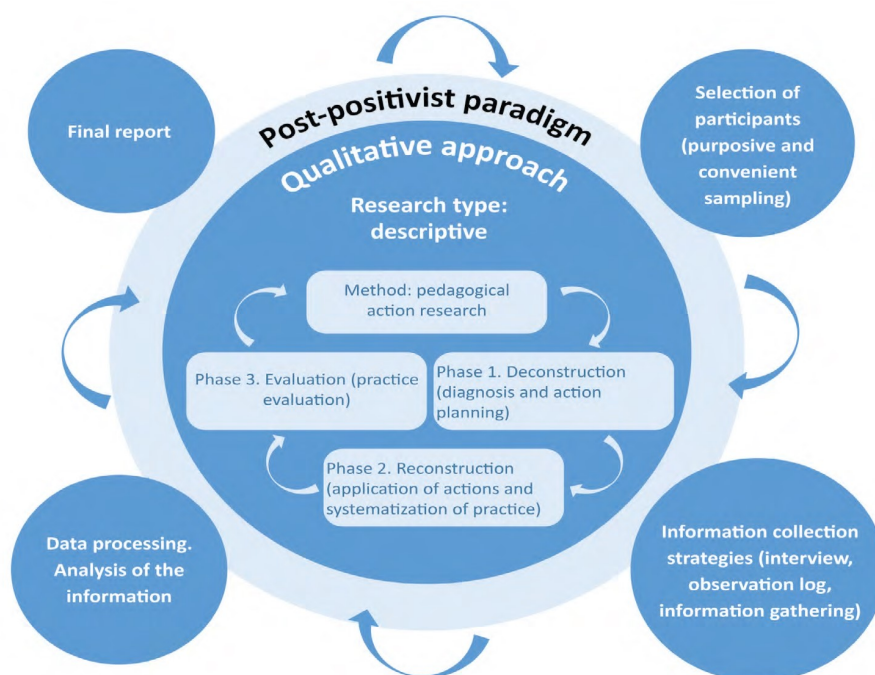 Post-positivist paradigm
Qualitative approach
Research type:
descriptive
Method: pedagogical
action research
Phase 1. Deconstruction
(diagnosis and action
planning)
Phase 2. Reconstruction
(application of actions and
systematization of practice)
Phase 3. Evaluation (practice
evaluation)
Selection of
participants
(purposive and
convenient
sampling)
Information collection
strategies (interview,
observation log,
information gathering)
Data processing.
Analysis of the
information
Final report